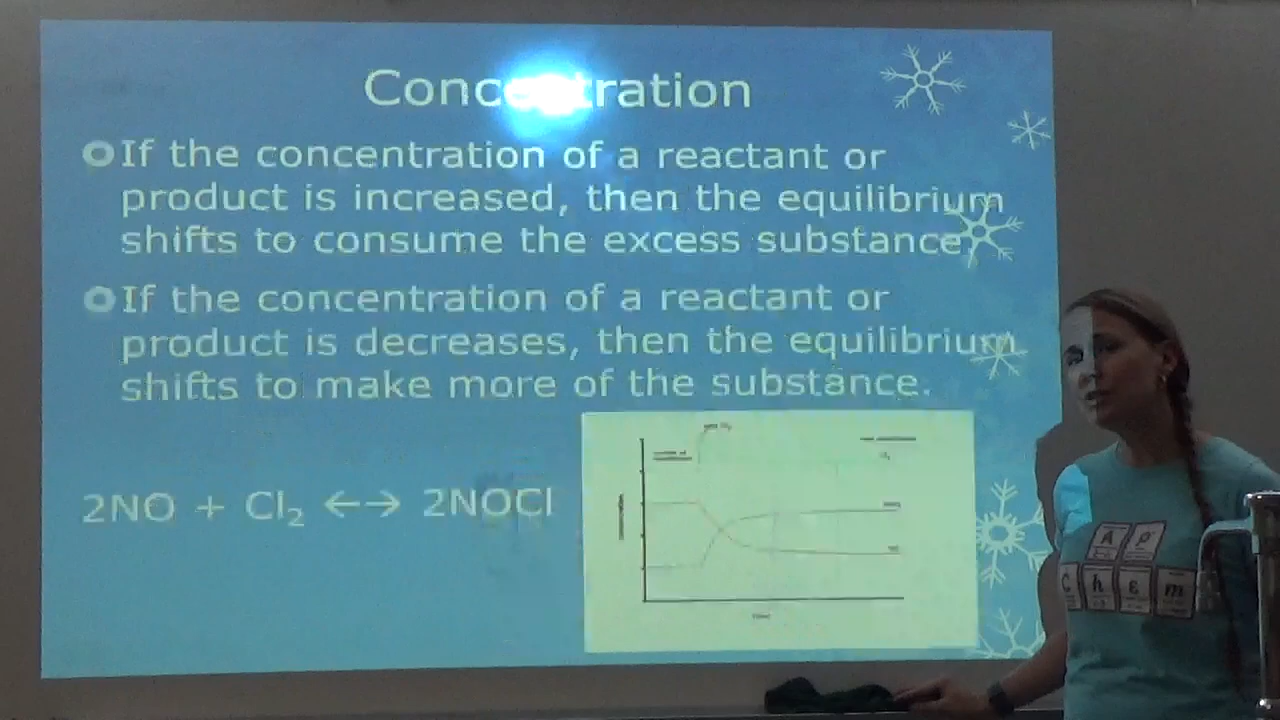 Concentration
If the concentration of a reactant or
product is increased, then the equilibrium
shifts to consume the excess substance,
If the concentration of a reactant or
product is decreases, then the equilibrium
shifts to make more of the substance.
2NO + Cl₂ ←→ 2NOCl
AP
Chem